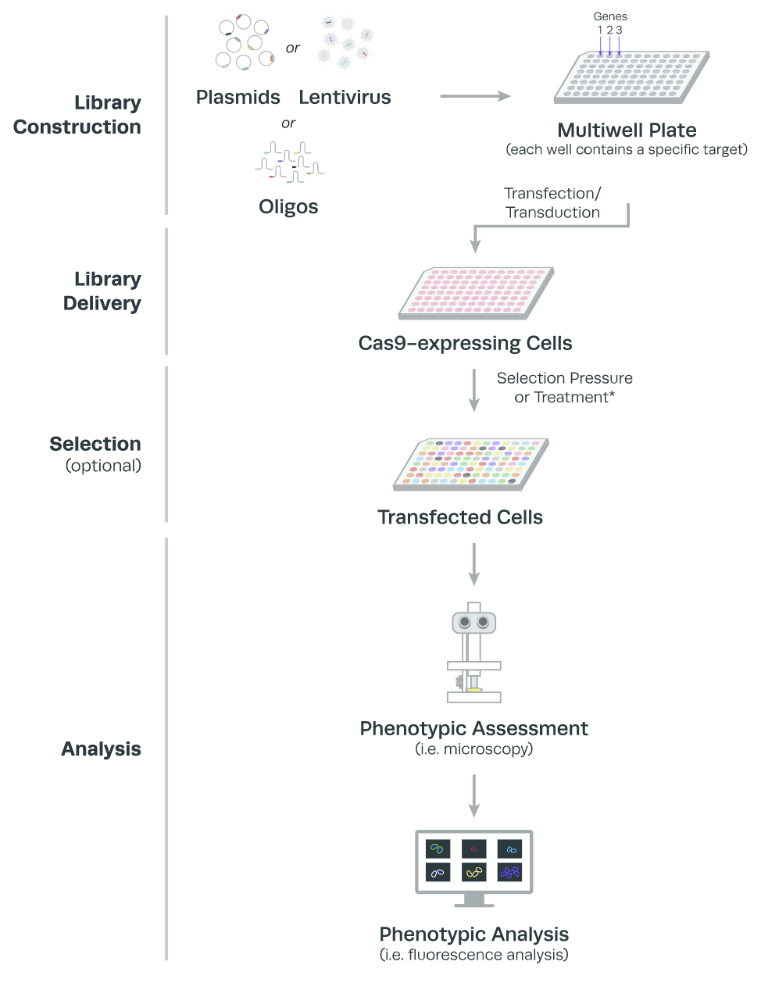 Library
Construction
Plasmids
or
Lentivirus
or
Oligos
Genes
1 2 3
Multiwell Plate
(each well contains a specific target)
Transfection/
Transduction
Library
Delivery
Cas9-expressing Cells
Selection Pressure
or Treatment*
Selection
(optional)
Transfected Cells
Analysis
Phenotypic Assessment
(i.e. microscopy)
Phenotypic Analysis
(i.e. fluorescence analysis)